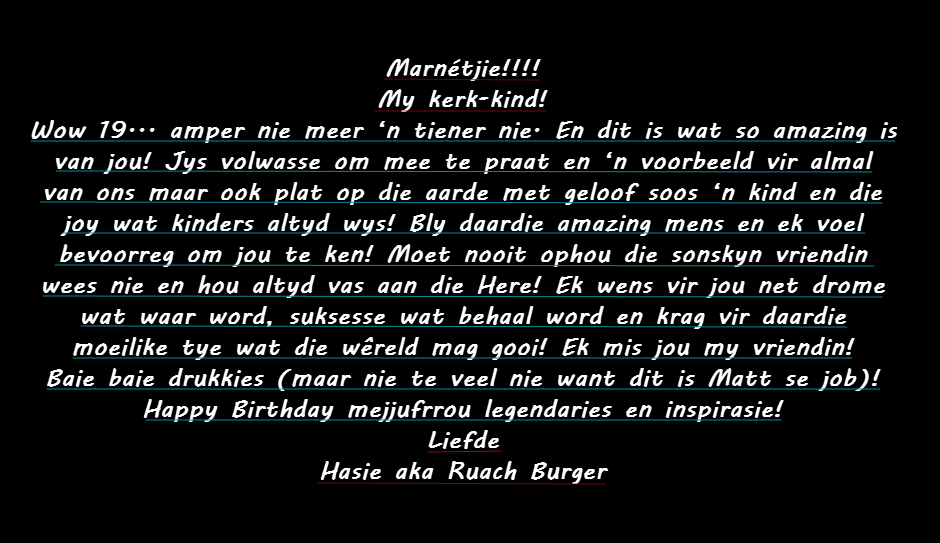 Marnétjie!!!!
My kerk-kind!
Wow 19... amper nie meer ‘n tiener nie. En dit is wat so amazing is
van jou! Jys volwasse om mee te praat en ‘n voorbeeld vir almal
van ons maar ook plat op die aarde met geloof soos ‘n kind en die
joy wat kinders altyd wys! Bly daardie amazing mens en ek voel
bevoorreg om jou te ken! Moet nooit ophou die sonskyn vriendin
wees nie en hou altyd vas aan die Here! Ek wens vir jou net drome
wat waar word, suksesse wat behaal word en krag vir daardie
moeilike tye wat die wêreld mag gooi! Ek mis jou my vriendin!
Baie baie drukkies (maar nie te veel nie want dit is Matt se job)!
Happy Birthday mejjufrrou legendaries en inspirasie!
Liefde
Hasie aka Ruach Burger